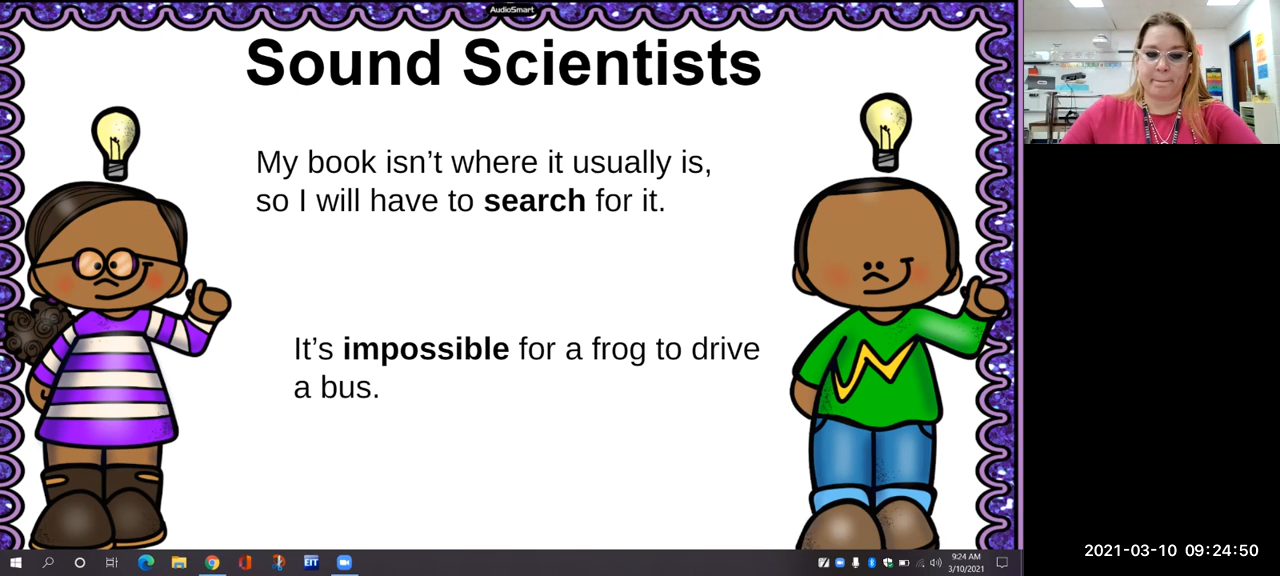 AudioSmart
Sound Scientists
My book isn’t where it usually is,
so I will have to search for it.
It’s impossible for a frog to drive
a bus.
EIT
9:24 AM
3/10/2021
2021-03-10 09:24:50